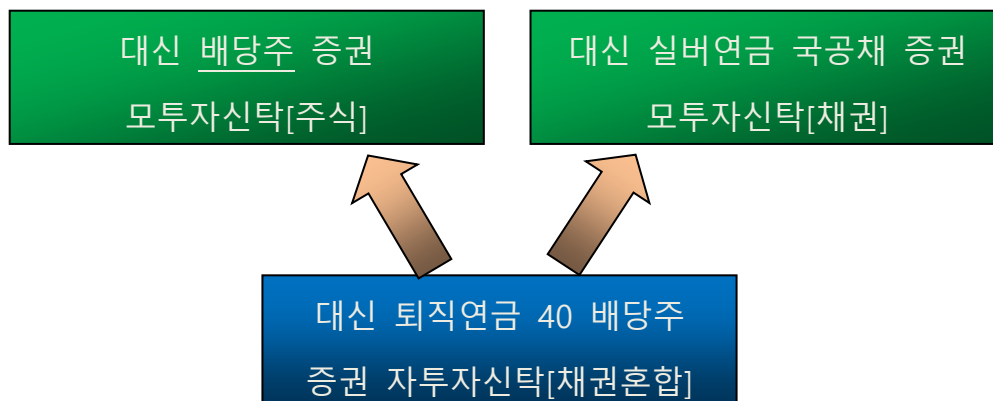 대신 배당주 증권
모투자신탁[주식]
대신 실버연금 국공채 증권
모투자신탁[채권]
대신 퇴직연금 40 배당주
증권 자투자신탁[채권혼합]